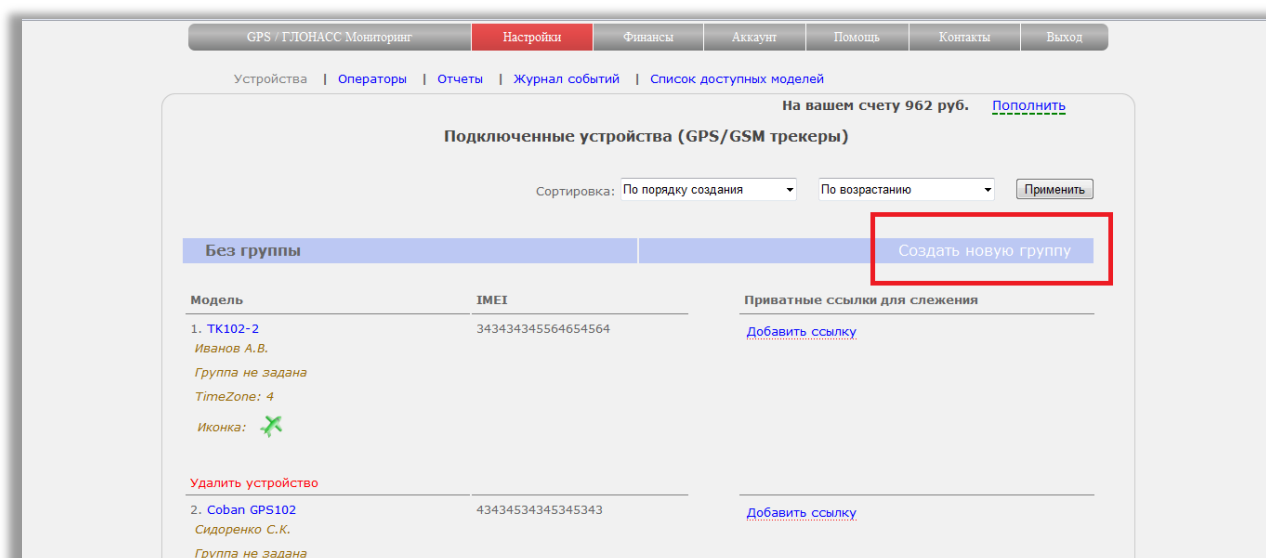 GPS / ГЛОНАСС Мониторинг Настройки Финансы Аккаунт Помощь Контакты Выход
Устройства | Операторы | Отчеты | Журнал событий | Список доступных моделей
На вашем счету 962 руб. Пополнить
Подключенные устройства (GPS/GSM трекеры)
Сортировка: По порядку создания По возрастанию Применить
Без группы Создать новую группу
Модель IMEI Приватные ссылки для слежения
1. TK102-2 343434345564654564 Добавить ссылку
Иванов А.В.
Группа не задана
TimeZone: 4
Иконка:
Удалить устройство
2. Coban GPS102 43434534345345343 Добавить ссылку
Сидоренко С.К.
Группа не задана